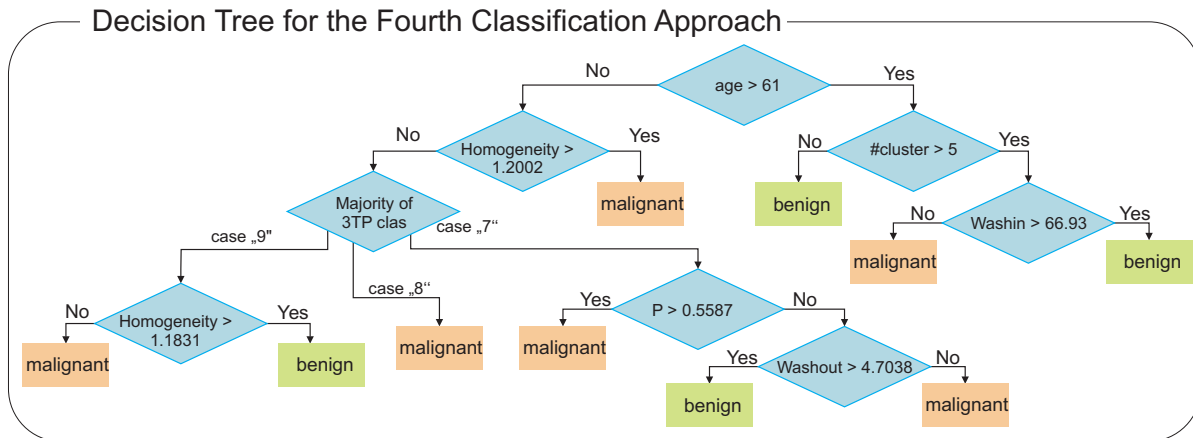 Decision Tree for the Fourth Classification Approach
No
age > 61
Yes
No
Homogeneity >
1.2002
Yes
malignant
No
#cluster > 5
Yes
benign
No
Washin > 66.93
Yes
malignant
benign
Majority of
3TP clas
case „9"
case „8“
case „7“
No
Homogeneity >
1.1831
Yes
malignant
benign
malignant
Yes
P > 0.5587
No
malignant
Yes
Washout > 4.7038
No
benign
malignant